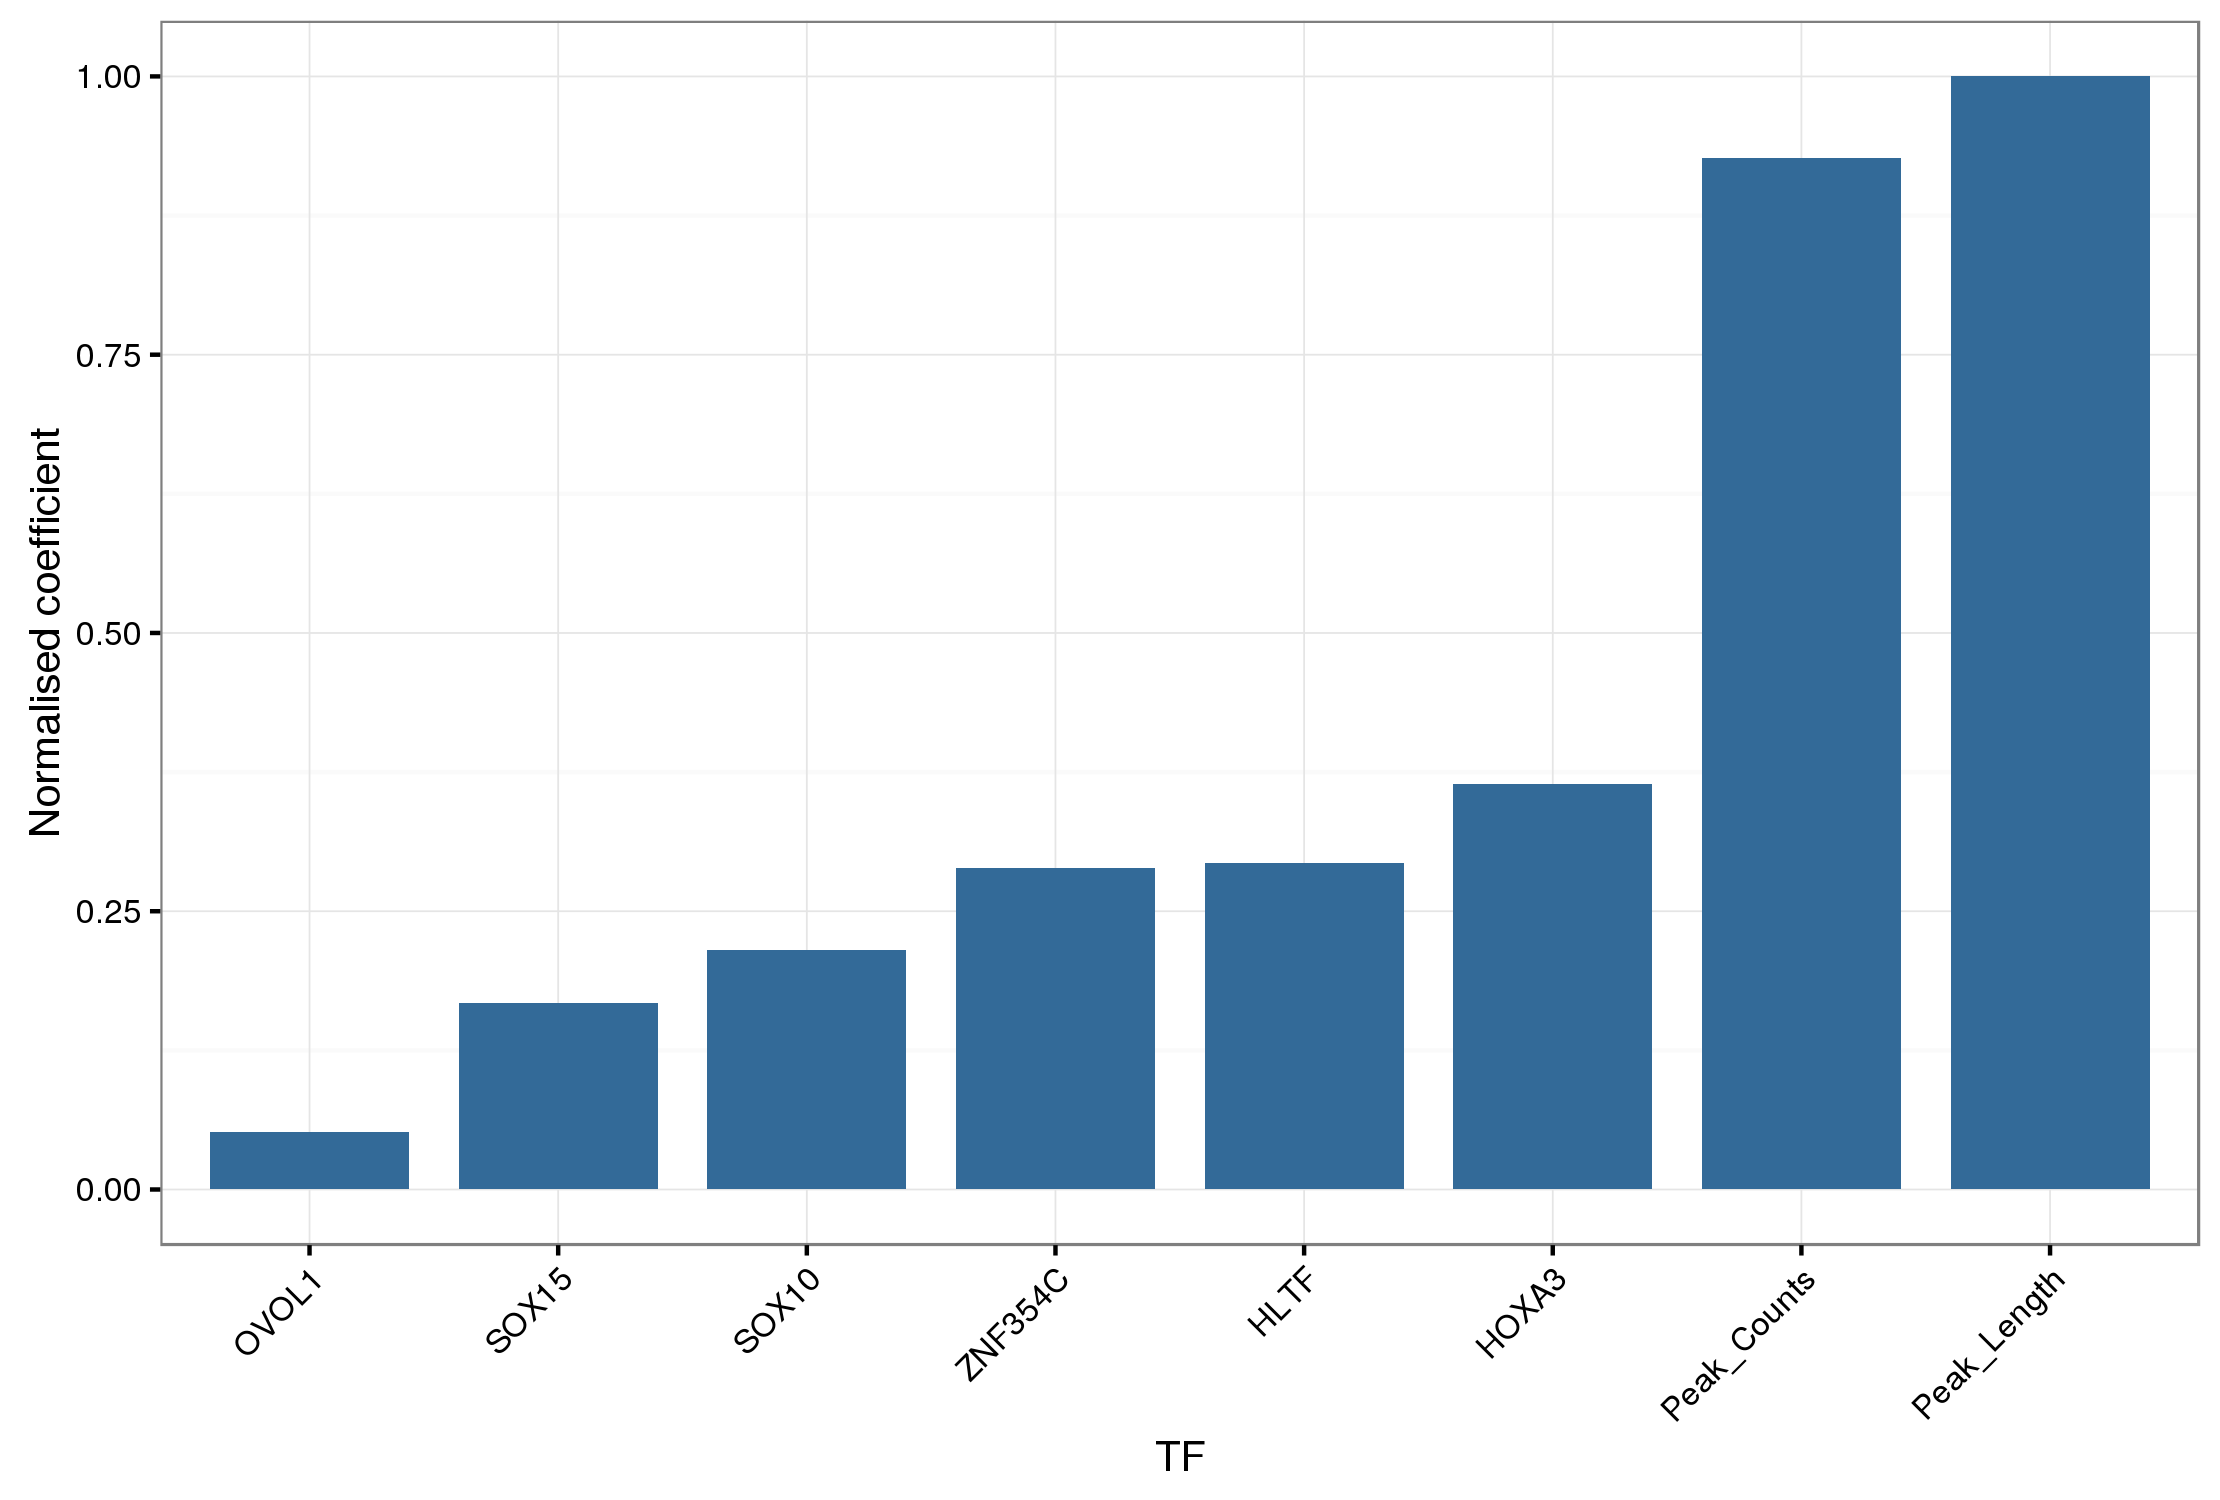 Normalised coefficient
1.00
0.75
0.50
0.25
0.00
OVOL1
SOX15
SOX10
ZNF354C
HLTF
HOXA3
Peak_Counts
Peak_Length
TF